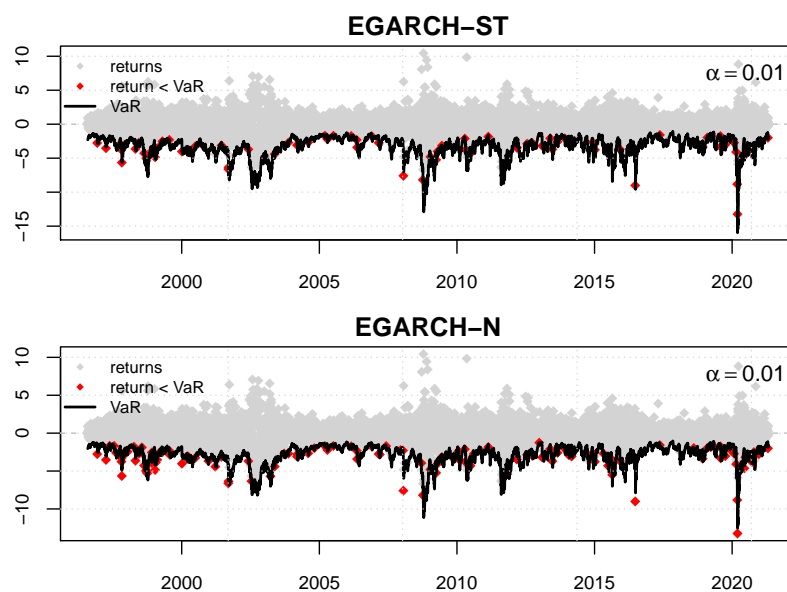 EGARCH−ST
10
5
0
−5
−15
returns
return < VaR
VaR
α = 0.01
2000 2005 2010 2015 2020
EGARCH−N
10
5
0
−10
returns
return < VaR
VaR
α = 0.01
2000 2005 2010 2015 2020